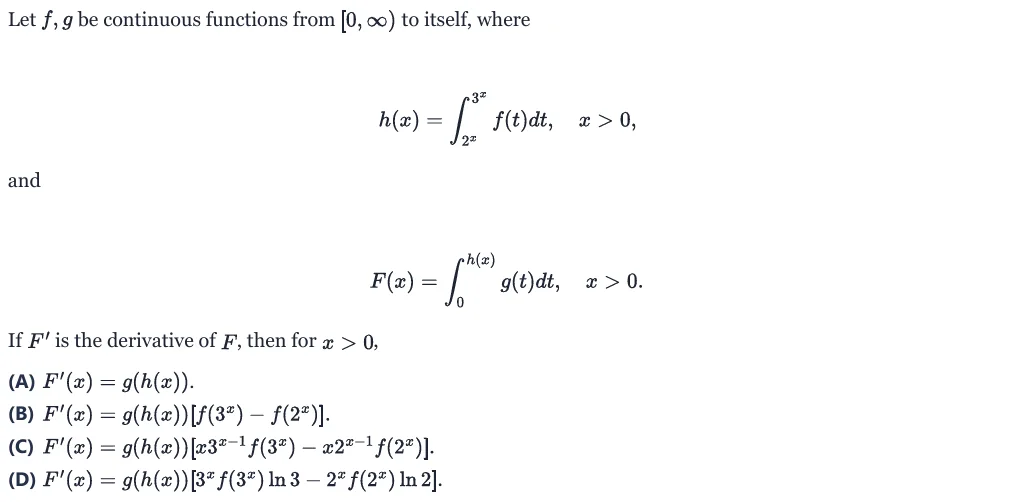 Let f, g be continuous functions from [0, ∞) to itself, where
h(x) = ∫_{2^x}^{3^x} f(t)dt, x > 0,
and
F(x) = ∫_0^{h(x)} g(t)dt, x > 0.
If F′ is the derivative of F, then for x > 0,
(A) F′(x) = g(h(x)).
(B) F′(x) = g(h(x))[f(3^x) − f(2^x)].
(C) F′(x) = g(h(x))[x3^{x−1} f(3^x) − x2^{x−1} f(2^x)].
(D) F′(x) = g(h(x))[3^x f(3^x) ln 3 − 2^x f(2^x) ln 2].